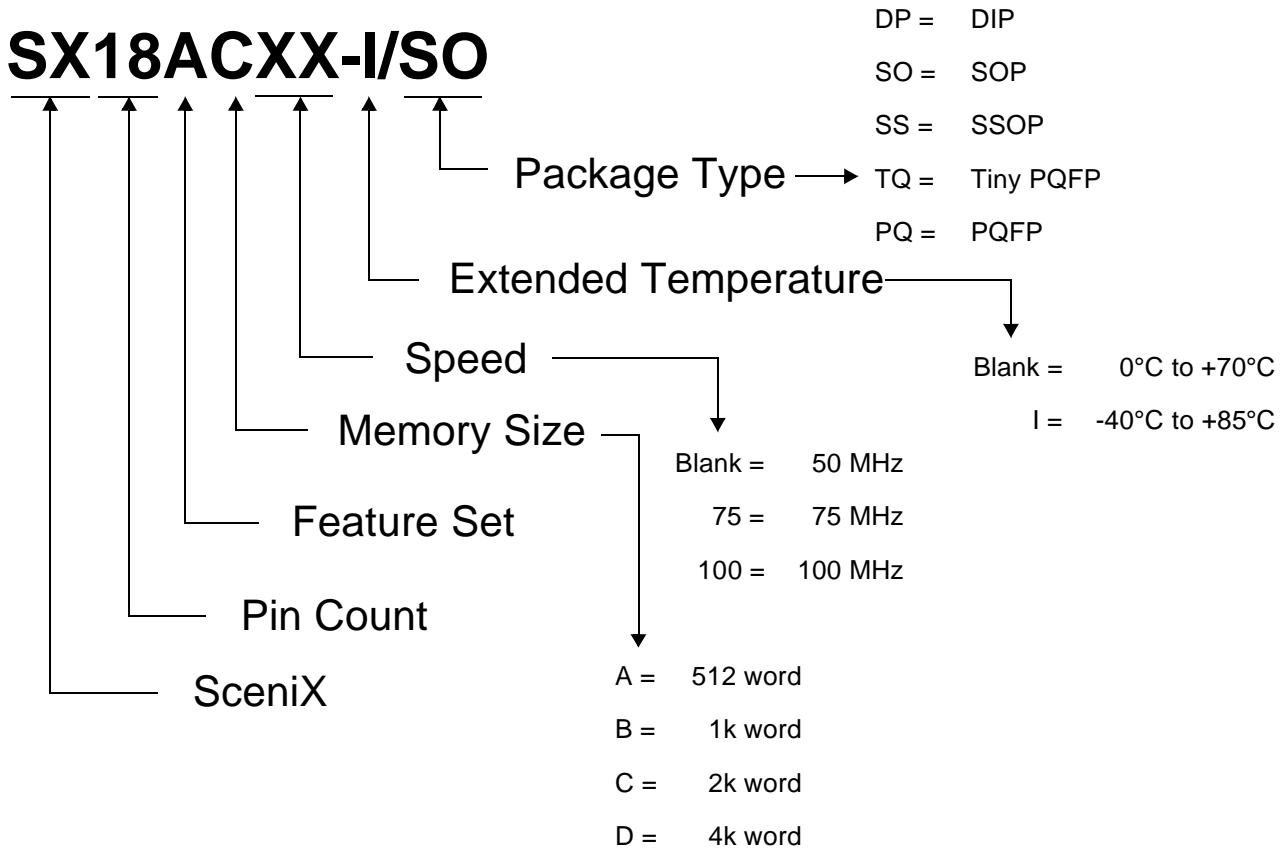 SX18ACXX-I/SO
DP = DIP
SO = SOP
SS = SSOP
Package Type
TQ = Tiny PQFP
PQ = PQFP
Extended Temperature
Blank = 0°C to +70°C
I = -40°C to +85°C
Speed
Blank = 50 MHz
75 = 75 MHz
100 = 100 MHz
Memory Size
A = 512 word
B = 1k word
C = 2k word
D = 4k word
Feature Set
Pin Count
SceniX